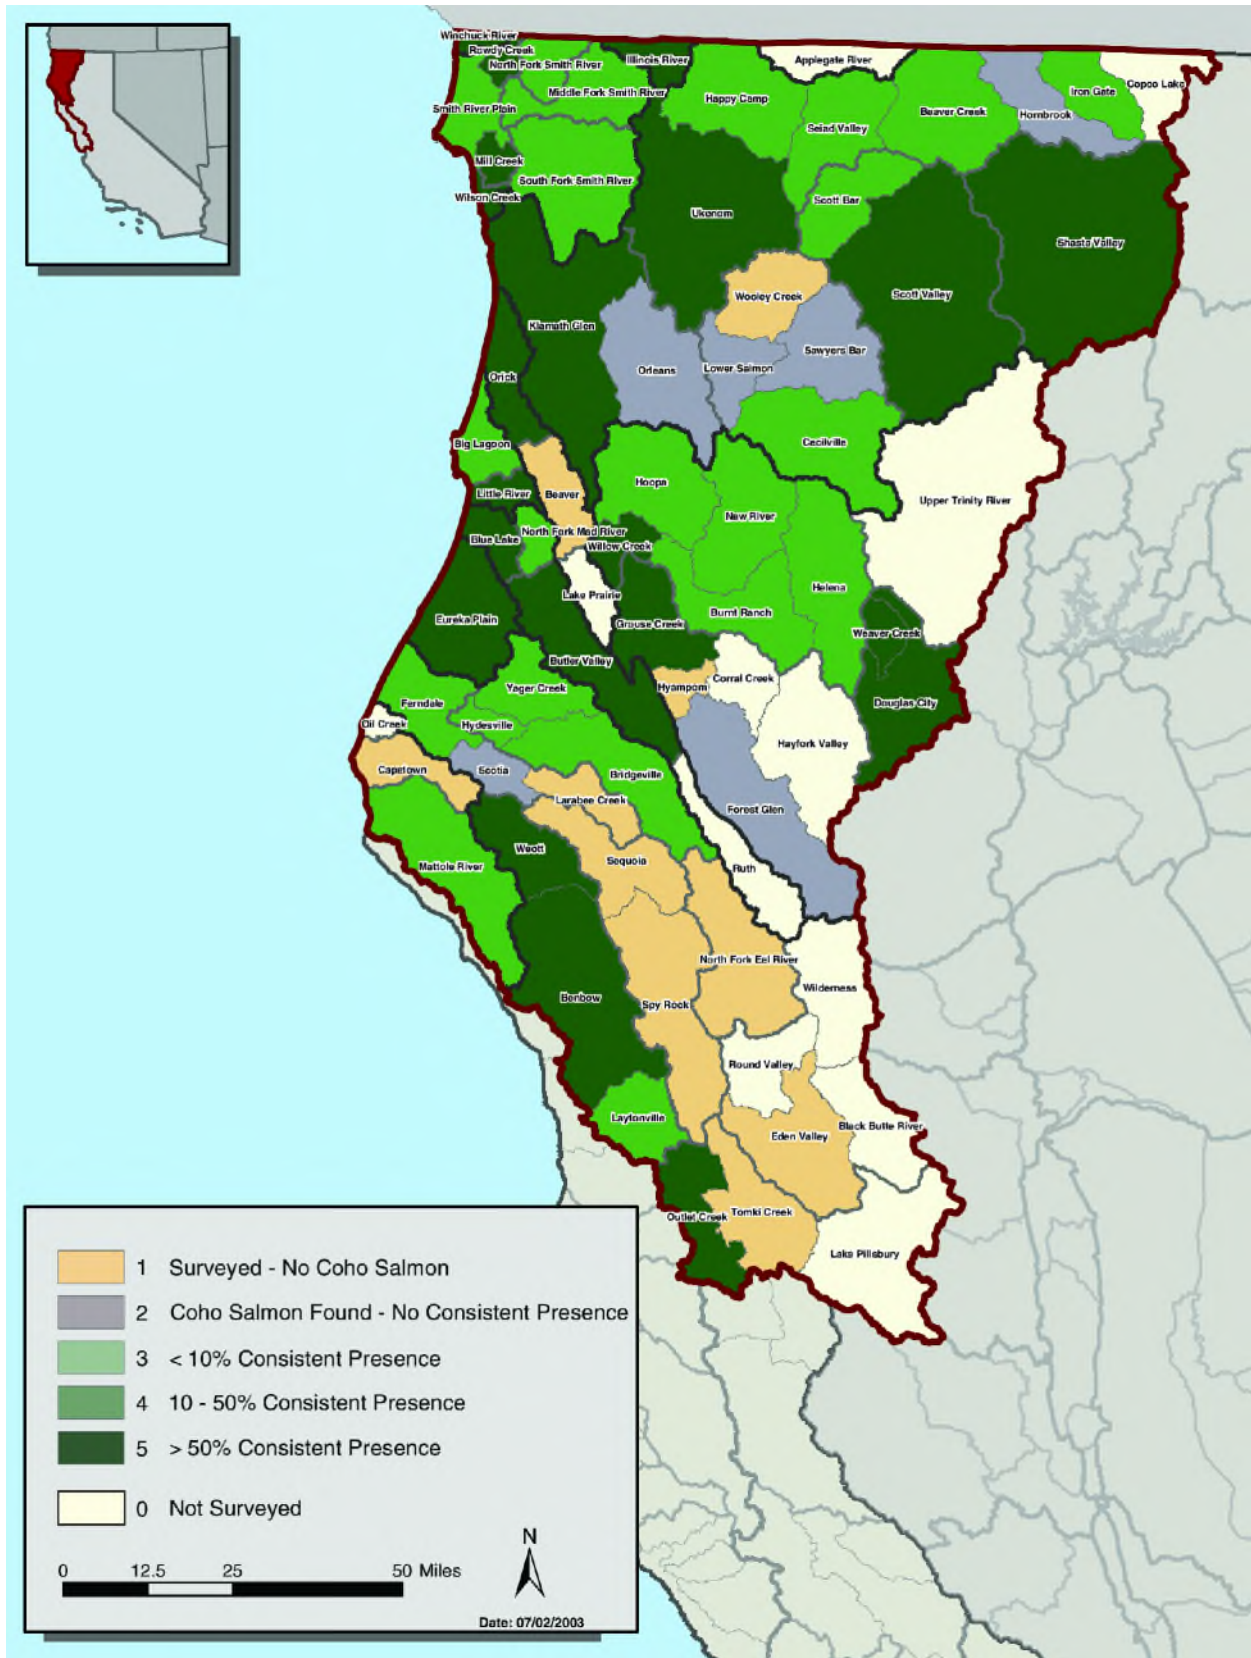 Winchuck River
Rowdy Creek
North Fork Smith River
Illinois River
Applegate River
Copco Lake
Iron Gate
Middle Fork Smith River
Happy Camp
Smith River Plain
Beaver Creek
Hornbrook
Seiad Valley
Mill Creek
South Fork Smith River
Wilson Creek
Scott Bar
Ukonom
Shasta Valley
Wooley Creek
Scott Valley
Klamath Glen
Sawyers Bar
Orleans
Lower Salmon
Orick
Big Lagoon
Cecilville
Hoopa
Little River
Beaver
Upper Trinity River
New River
North Fork Mad River
Blue Lake
Willow Creek
Helena
Lake Prairie
Burnt Ranch
Eureka Plain
Grouse Creek
Weaver Creek
Butler Valley
Corral Creek
Yager Creek
Hyampom
Ferndale
Douglas City
Oil Creek
Hydesville
Hayfork Valley
Capetown
Scotia
Bridgeville
Larabee Creek
Forest Glen
Weott
Sequoia
Mattole River
Ruth
North Fork Eel River
Wilderness
Benbow
Spy Rock
Round Valley
Laytonville
Black Butte River
Eden Valley
Outlet Creek
Tomki Creek
Lake Pillsbury
1 Surveyed - No Coho Salmon
2 Coho Salmon Found - No Consistent Presence
3 < 10% Consistent Presence
4 10 - 50% Consistent Presence
5 > 50% Consistent Presence
0 Not Surveyed
N
0 12.5 25 50 Miles
Date: 07/02/2003